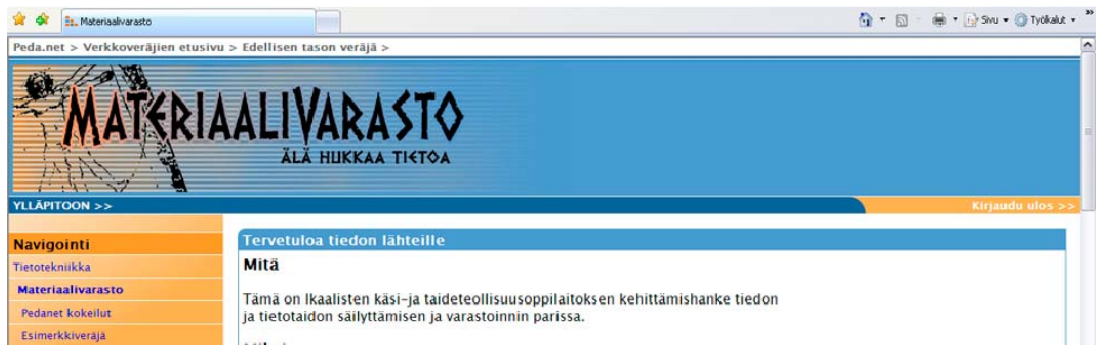 Materiaalivarasto
Sivu
Työkalut
Peda.net > Verkkoveräjien etusivu > Edellisen tason veräjä >
MATERIAALIVARASTO
ÄLÄ HUKKAA TIETOA
YLLÄPITOON >>
Kirjaudu ulos >>
Navigointi
Tietotekniikka
Materiaalivarasto
Pedanet kokeilut
Esimerkkiveräjä
Tervetuloa tiedon lähteille
Mitä
Tämä on Ikaalisten käsi-ja taideteollisuusoppilaitoksen kehittämishanke tiedon
ja tietotaidon säilyttämisen ja varastoinnin parissa.